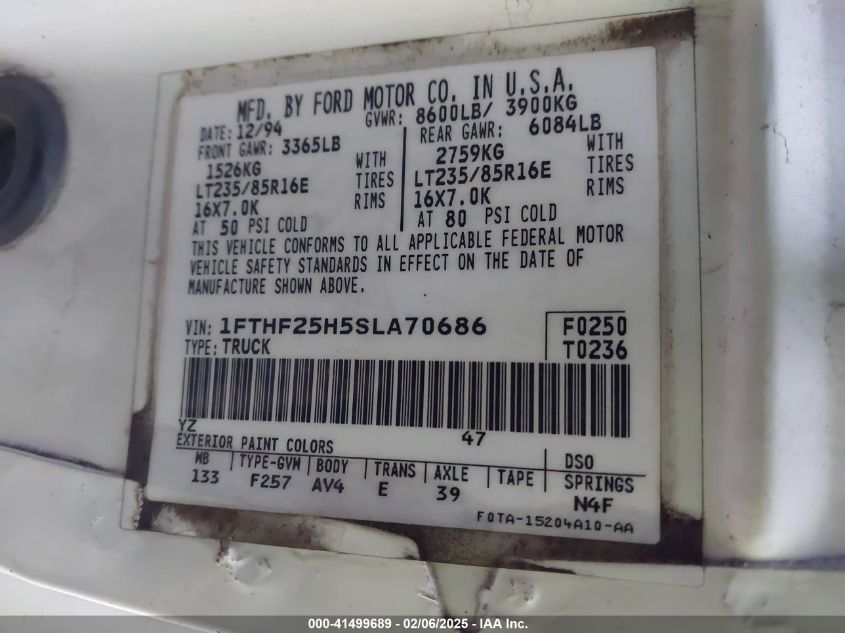 MFD. BY FORD MOTOR CO. IN U.S.A.
DATE: 12/94 GVWR: 8600LB/ 3900KG
FRONT GAWR: 3365LB REAR GAWR: 6084LB
1526KG WITH 2759KG WITH
LT235/85R16E TIRES LT235/85R16E TIRES
16X7.0K RIMS 16X7.0K RIMS
AT 50 PSI COLD AT 80 PSI COLD
THIS VEHICLE CONFORMS TO ALL APPLICABLE FEDERAL MOTOR
VEHICLE SAFETY STANDARDS IN EFFECT ON THE DATE OF
MANUFACTURE SHOWN ABOVE.
VIN: 1FTHF25H5SLA70686 F0250
TYPE: TRUCK T0236
YZ 47
EXTERIOR PAINT COLORS DSO
WB TYPE-GVW BODY TRANS AXLE TAPE SPRINGS
133 F257 AV4 E 39 N4F
F0TA-15204A10-AA
000-41499689 — 02/06/2025 — IAA Inc.